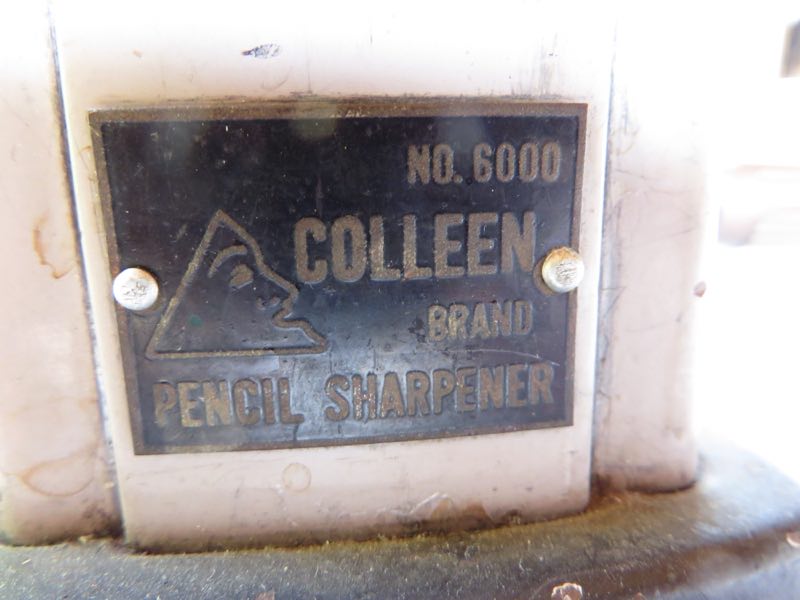 NO. 6000
COLLEEN
BRAND
PENCIL SHARPENER